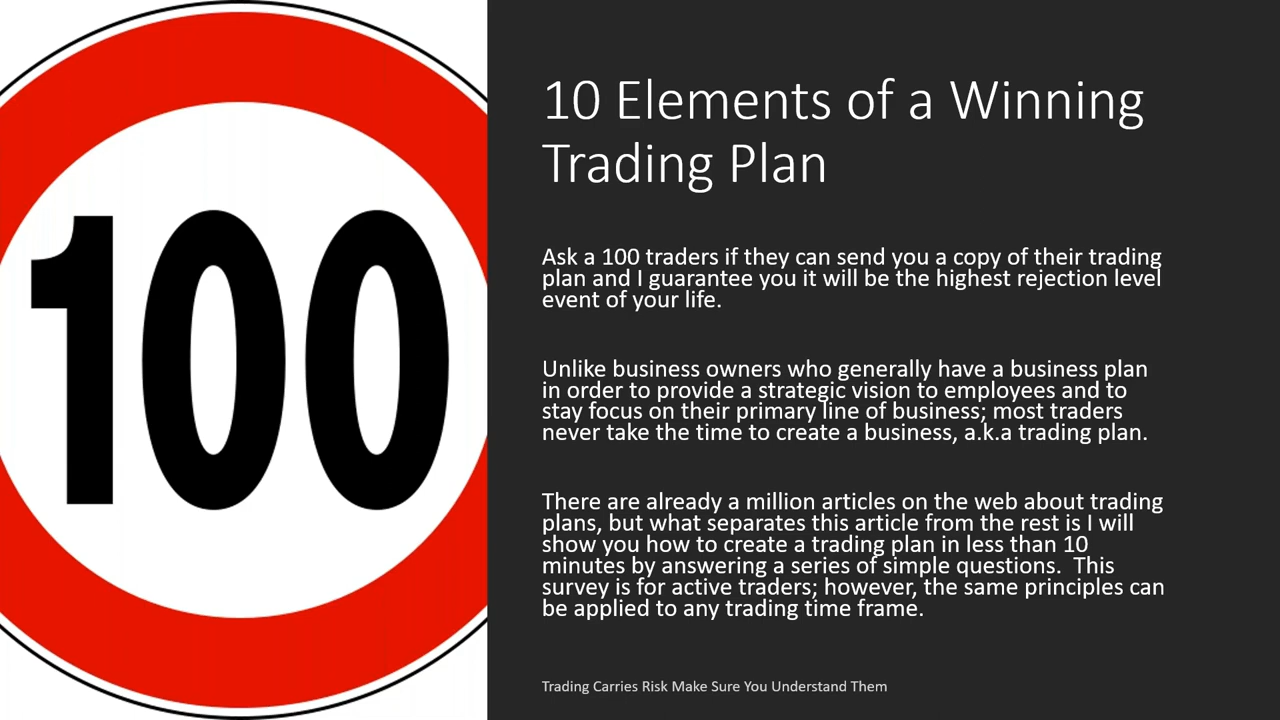 100
10 Elements of a Winning
Trading Plan
Ask a 100 traders if they can send you a copy of their trading
plan and I guarantee you it will be the highest rejection level
event of your life.
Unlike business owners who generally have a business plan
in order to provide a strategic vision to employees and to
stay focus on their primary line of business; most traders
never take the time to create a business, a.k.a trading plan.
There are already a million articles on the web about trading
plans, but what separates this article from the rest is I will
show you how to create a trading plan in less than 10
minutes by answering a series of simple questions.  This
survey is for active traders; however, the same principles can
be applied to any trading time frame.
Trading Carries Risk Make Sure You Understand Them